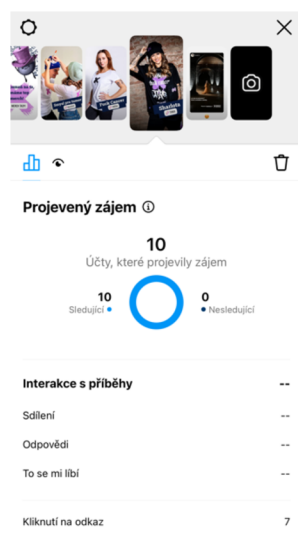 Projevený zájem
10
Účty, které projevily zájem
10
Sledující
0
Nesledující
Interakce s příběhy --
Sdílení --
Odpovědi --
To se mi líbí --
Kliknutí na odkaz 7